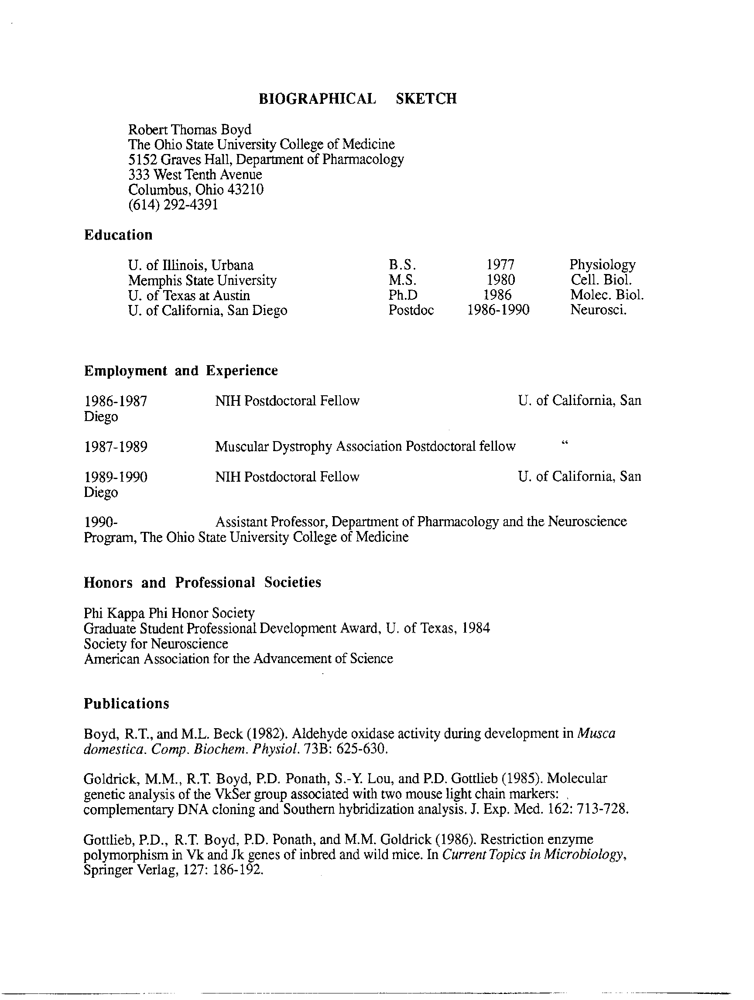 BIOGRAPHICAL SKETCH
Robert Thomas Boyd
The Ohio State University College of Medicine
5152 Graves Hall, Department of Pharmacology
333 West Tenth Avenue
Columbus, Ohio 43210
(614) 292-4391
Education
U. of Illinois, Urbana B.S. 1977 Physiology
Memphis State University M.S. 1980 Cell. Biol.
U. of Texas at Austin Ph.D 1986 Molec. Biol.
U. of California, San Diego Postdoc 1986-1990 Neurosci.
Employment and Experience
1986-1987 NIH Postdoctoral Fellow U. of California, San
Diego
1987-1989 Muscular Dystrophy Association Postdoctoral fellow “
1989-1990 NIH Postdoctoral Fellow U. of California, San
Diego
1990- Assistant Professor, Department of Pharmacology and the Neuroscience
Program, The Ohio State University College of Medicine
Honors and Professional Societies
Phi Kappa Phi Honor Society
Graduate Student Professional Development Award, U. of Texas, 1984
Society for Neuroscience
American Association for the Advancement of Science
Publications
Boyd, R.T., and M.L. Beck (1982). Aldehyde oxidase activity during development in Musca
domestica. Comp. Biochem. Physiol. 73B: 625-630.
Goldrick, M.M., R.T. Boyd, P.D. Ponath, S.-Y. Lou, and P.D. Gottlieb (1985). Molecular
genetic analysis of the VkSer group associated with two mouse light chain markers:
complementary DNA cloning and Southern hybridization analysis. J. Exp. Med. 162: 713-728.
Gottlieb, P.D., R.T. Boyd, P.D. Ponath, and M.M. Goldrick (1986). Restriction enzyme
polymorphism in Vk and Jk genes of inbred and wild mice. In Current Topics in Microbiology,
Springer Verlag, 127: 186-192.